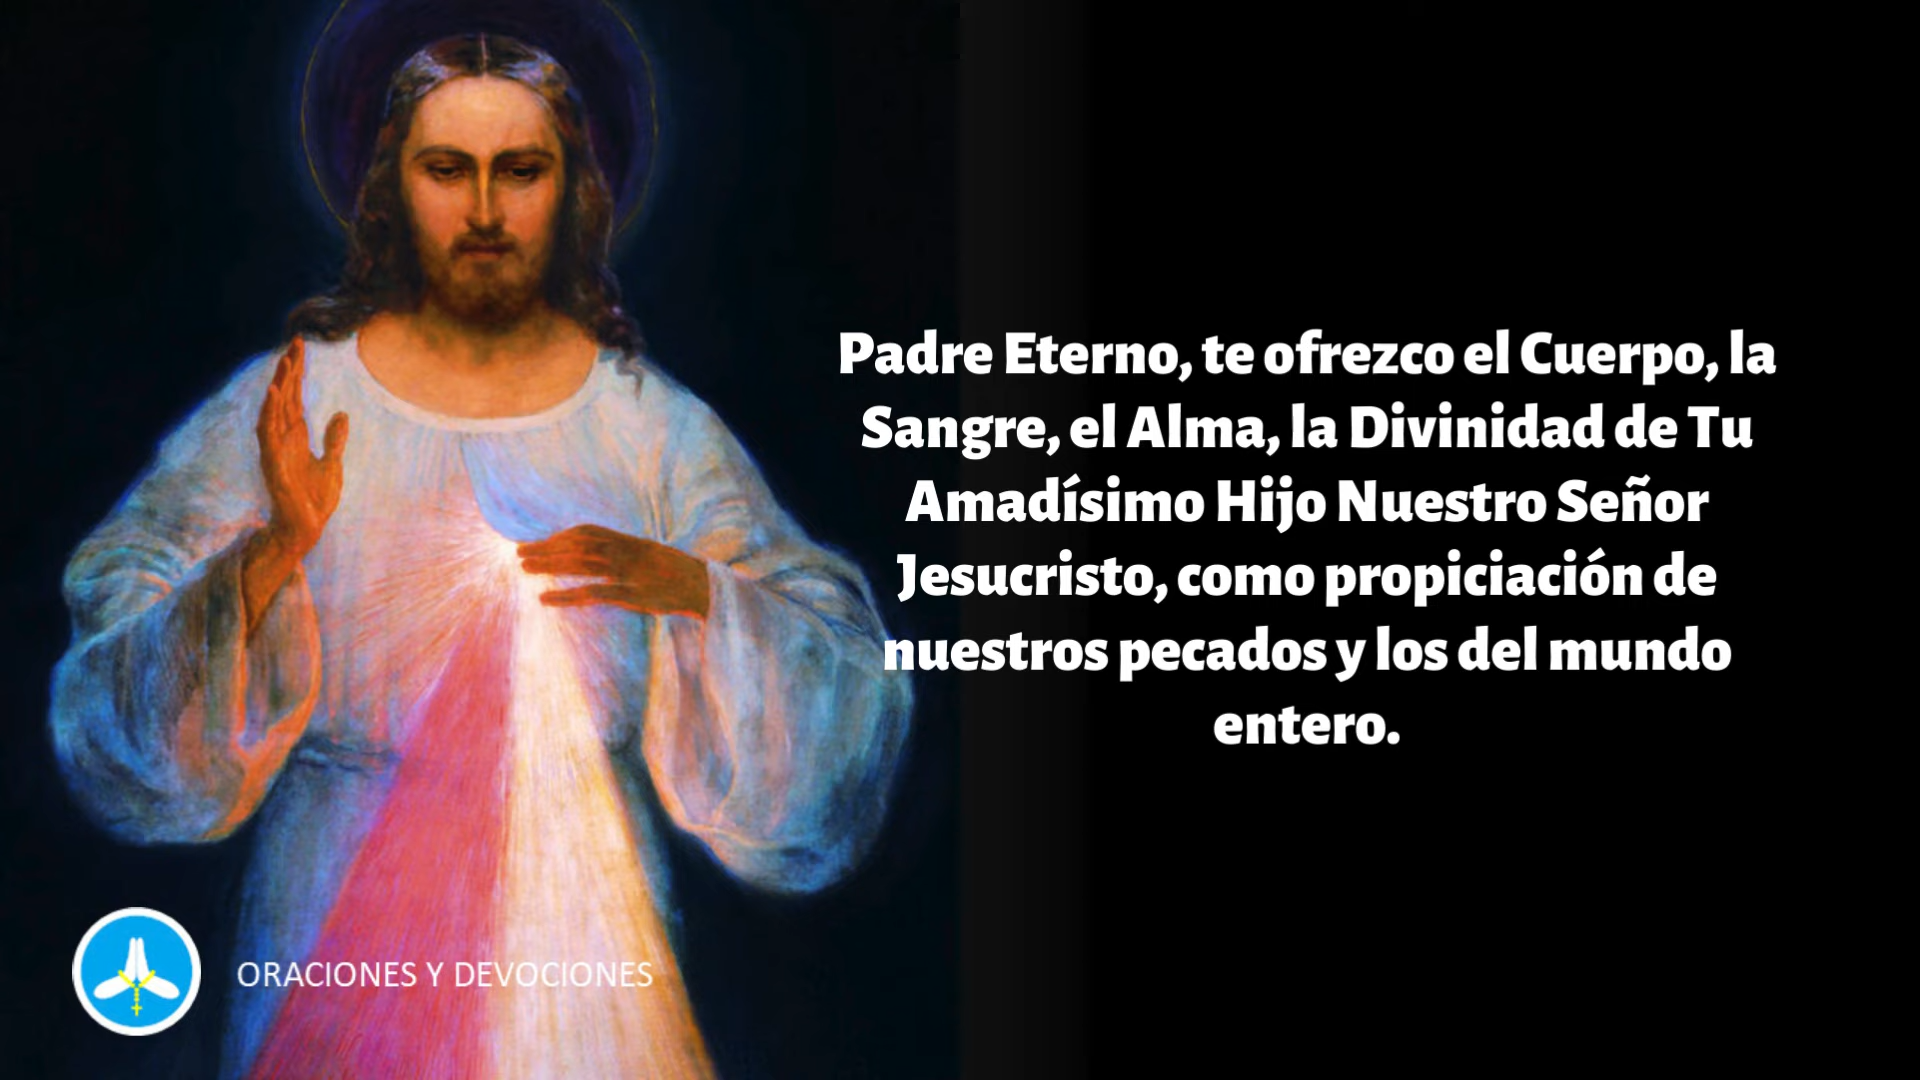 Padre Eterno, te ofrezco el Cuerpo, la
Sangre, el Alma, la Divinidad de Tu
Amadísimo Hijo Nuestro Señor
Jesucristo, como propiciación de
nuestros pecados y los del mundo
entero.
ORACIONES Y DEVOCIONES